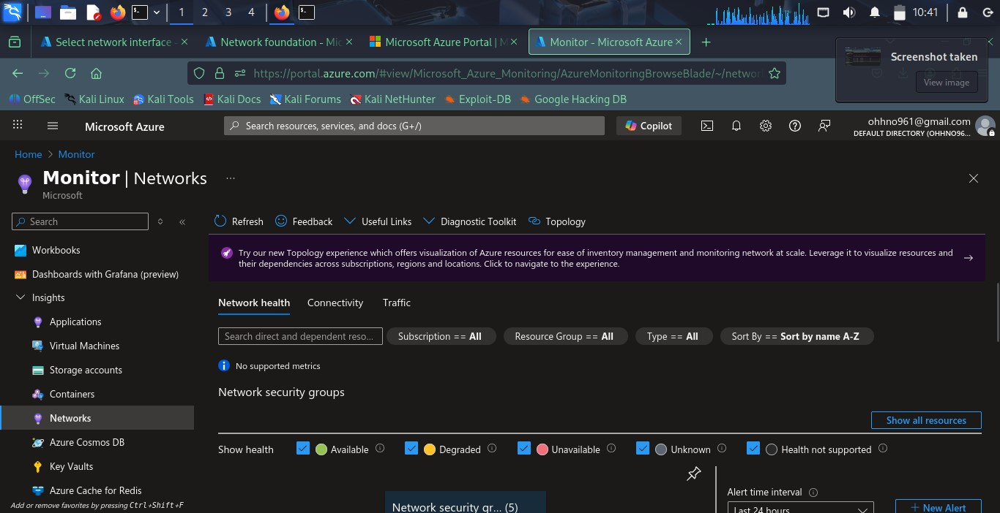 1 2 3 4
10:41
Select network interface
Network foundation - Mic
Microsoft Azure Portal | M
Monitor - Microsoft Azure
Screenshot taken
View image
https://portal.azure.com/#view/Microsoft_Azure_Monitoring/AzureMonitoringBrowseBlade/~/networ
OffSec Kali Linux Kali Tools Kali Docs Kali Forums Kali NetHunter Exploit-DB Google Hacking DB
Microsoft Azure
Search resources, services, and docs (G+/)
Copilot
ohhno961@gmail.com
DEFAULT DIRECTORY (OHHNO96...
Home > Monitor
Monitor | Networks ...
Microsoft
Search
«
Refresh Feedback Useful Links Diagnostic Toolkit Topology
Try our new Topology experience which offers visualization of Azure resources for ease of inventory management and monitoring network at scale. Leverage it to visualize resources and
their dependencies across subscriptions, regions and locations. Click to navigate to the experience.
Workbooks
Dashboards with Grafana (preview)
Insights
Applications
Virtual Machines
Storage accounts
Containers
Networks
Azure Cosmos DB
Key Vaults
Azure Cache for Redis
Add or remove favorites by pressing Ctrl+Shift+F
Network health Connectivity Traffic
Search direct and dependent reso...
Subscription == All
Resource Group == All
Type == All
Sort By == Sort by name A-Z
No supported metrics
Network security groups
Show all resources
Show health Available Degraded Unavailable Unknown Health not supported
Network security gr... (5)
Alert time interval
Last 24 hours
+ New Alert